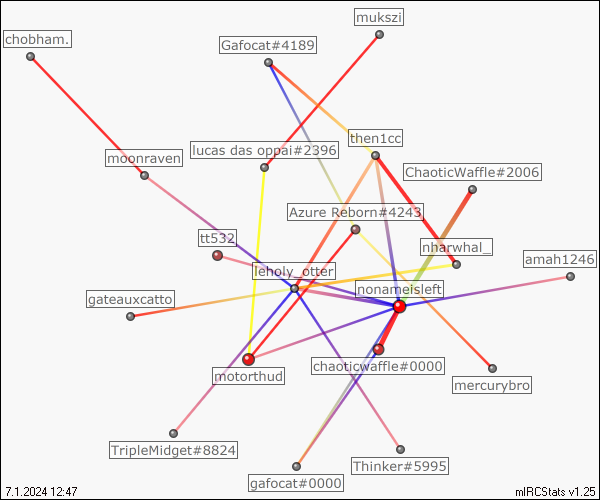 mukszi
chobham.
Gafocat#4189
then1cc
lucas das oppai#2396
moonraven
ChaoticWaffle#2006
Azure Reborn#4243
tt532
nharwhal_
amah1246
leholy_otter
nonameisleft
gateauxcatto
chaoticwaffle#0000
motorthud
mercurybro
TripleMidget#8824
Thinker#5995
gafocat#0000
7.1.2024 12:47
mIRCStats v1.25